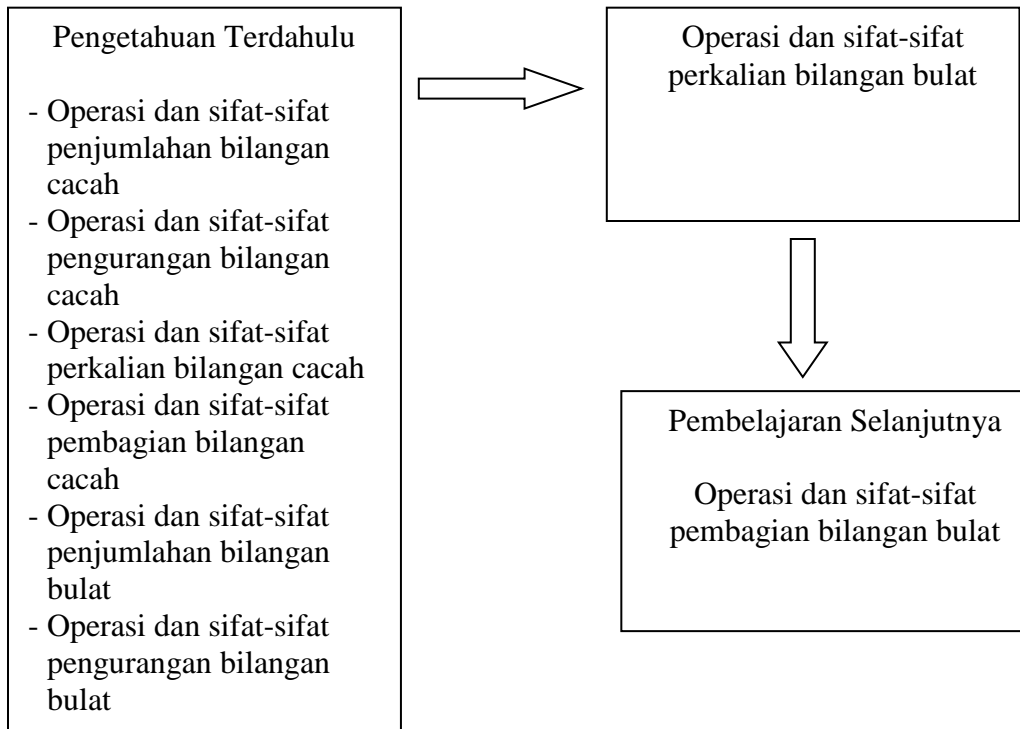 Pengetahuan Terdahulu
- Operasi dan sifat-sifat
penjumlahan bilangan
cacah
- Operasi dan sifat-sifat
pengurangan bilangan
cacah
- Operasi dan sifat-sifat
perkalian bilangan cacah
- Operasi dan sifat-sifat
pembagian bilangan
cacah
- Operasi dan sifat-sifat
penjumlahan bilangan
bulat
- Operasi dan sifat-sifat
pengurangan bilangan
bulat
Operasi dan sifat-sifat
perkalian bilangan bulat
Pembelajaran Selanjutnya
Operasi dan sifat-sifat
pembagian bilangan bulat